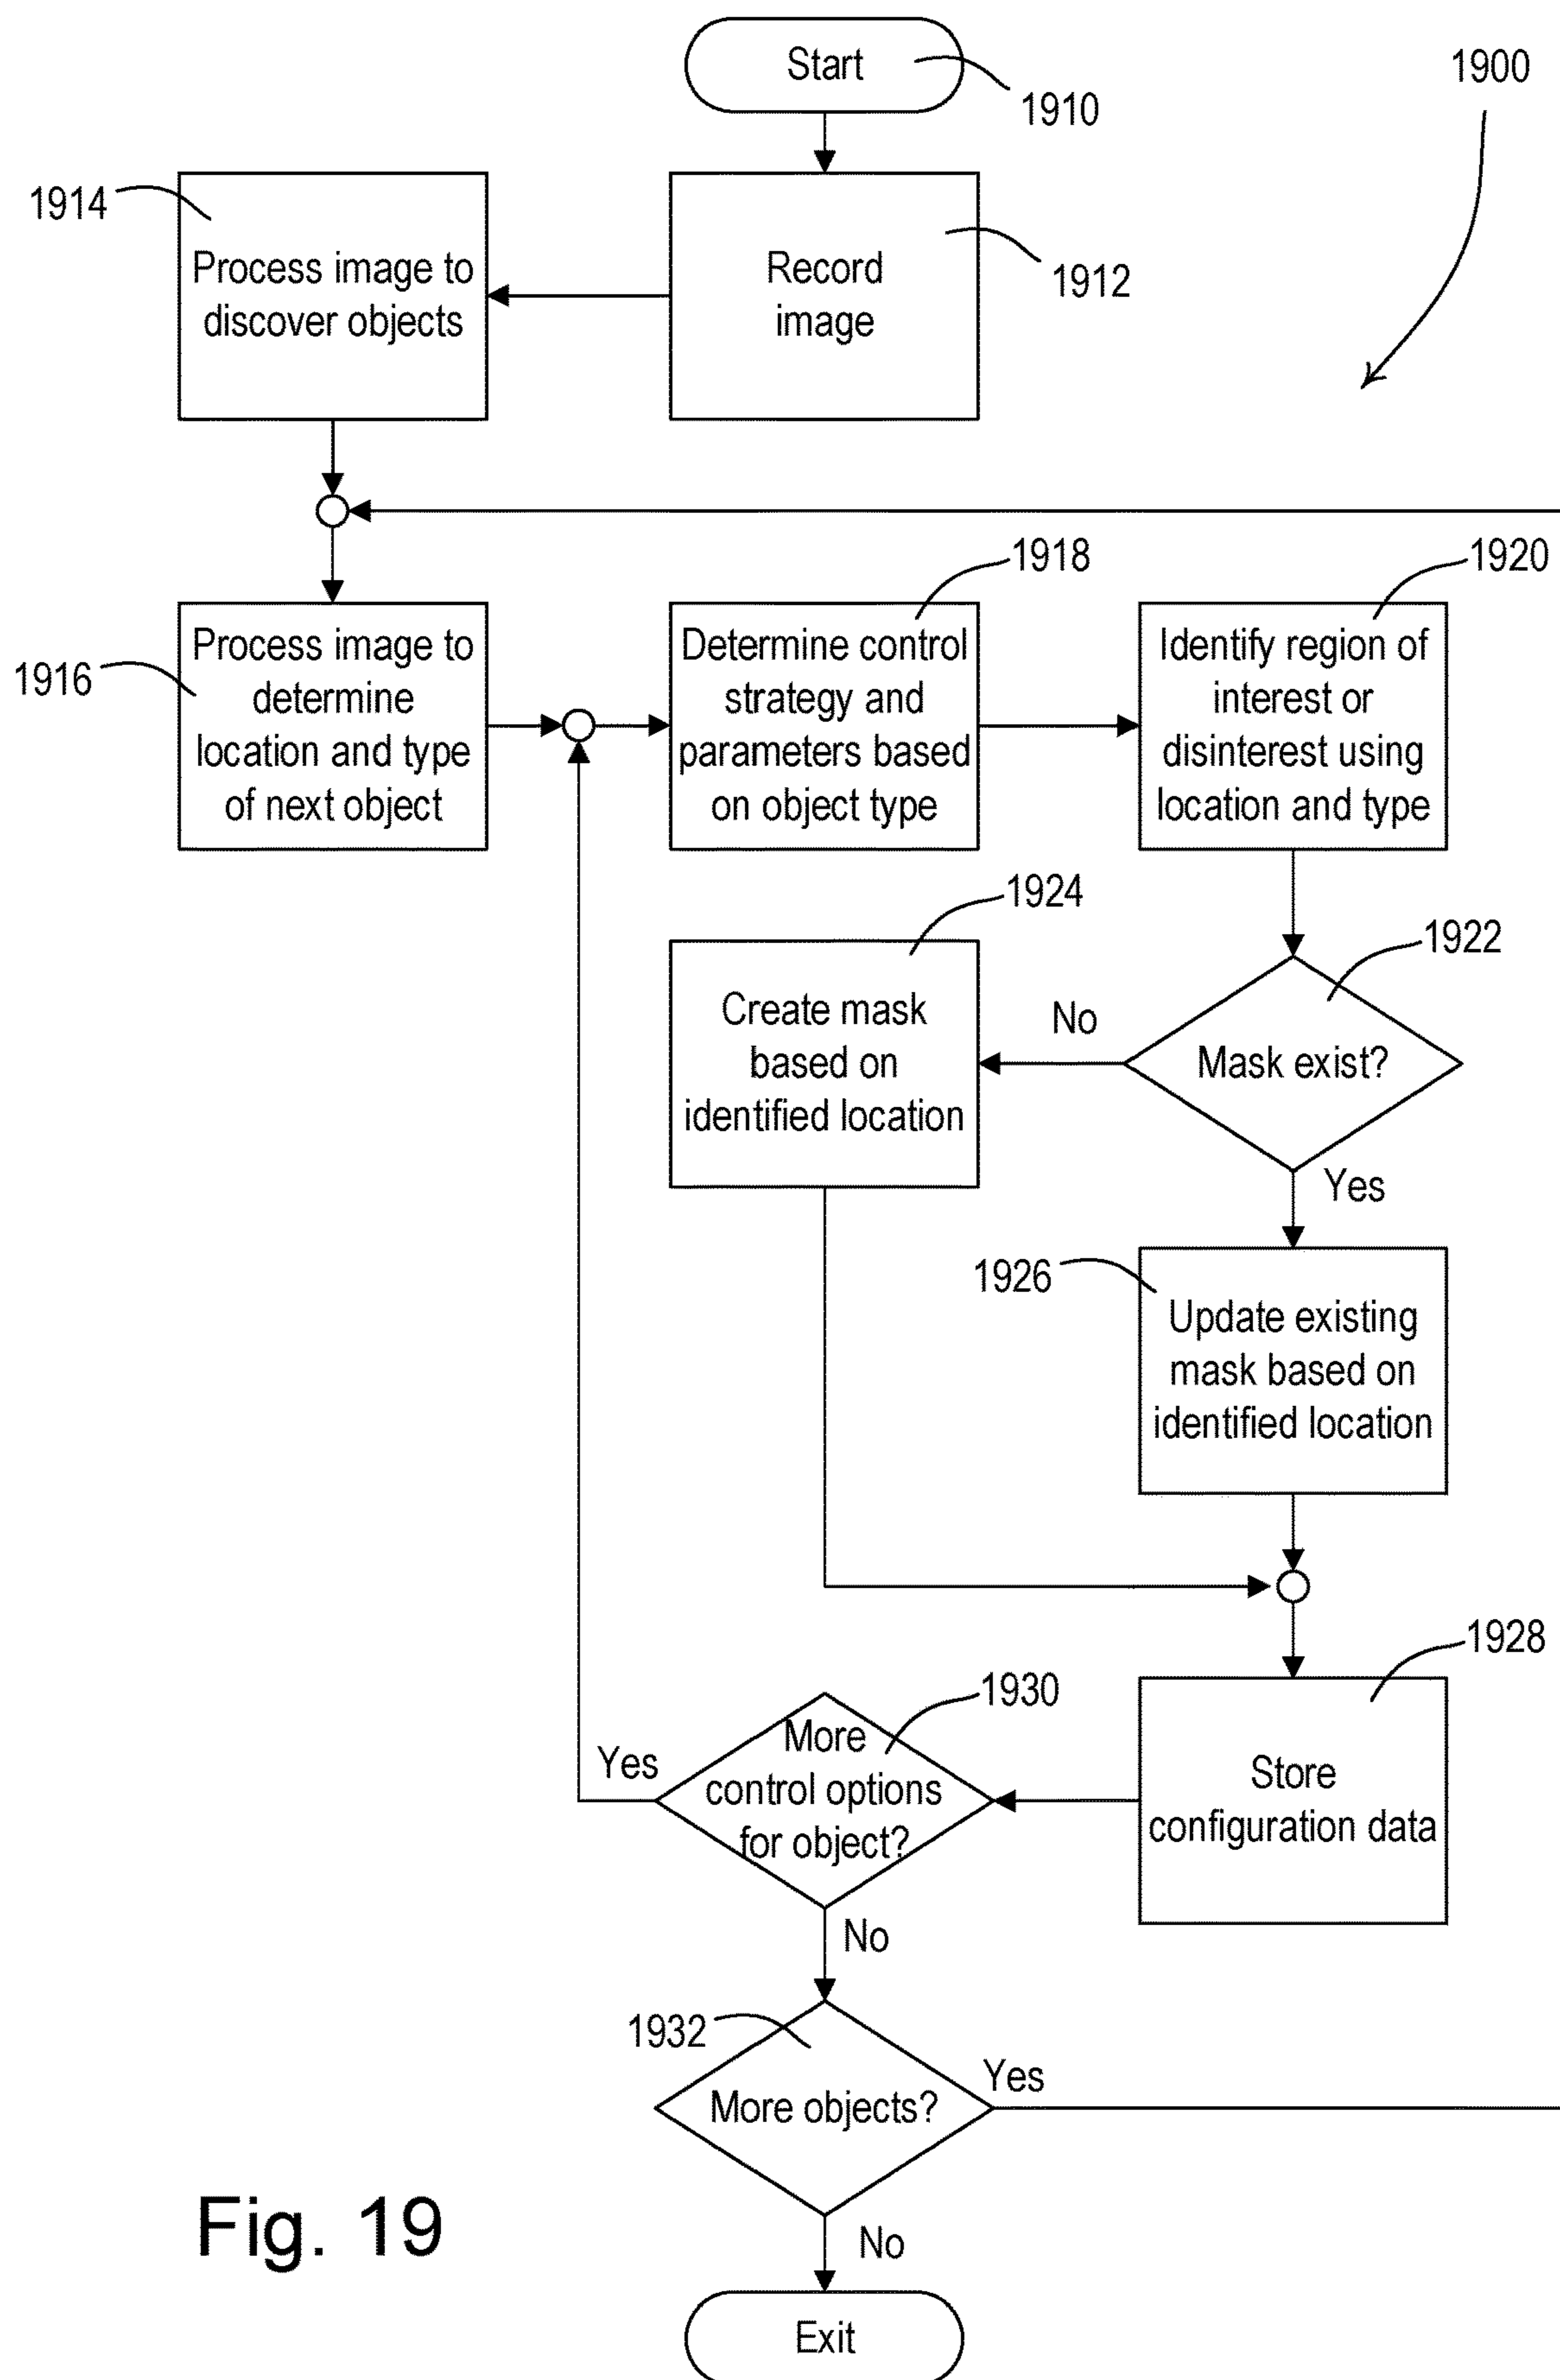 Start
1910
1900
1914
Process image to
discover objects
Record
image
1912
1916
Process image to
determine
location and type
of next object
1918
Determine control
strategy and
parameters based
on object type
1920
Identify region of
interest or
disinterest using
location and type
1924
Create mask
based on
identified location
1922
No
Mask exist?
Yes
1926
Update existing
mask based on
identified location
1928
Store
configuration data
1930
Yes
More
control options
for object?
No
1932
More objects?
Yes
No
Exit
Fig. 19